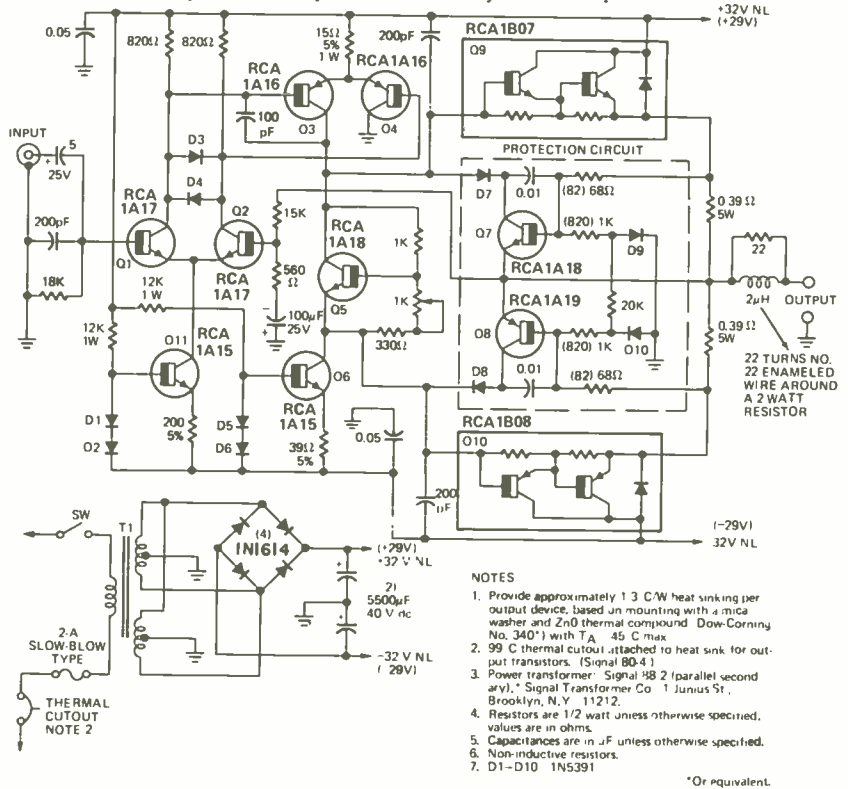 +32V NL
(+29V)
0.05
820Ω
820Ω
15Ω
5%
1 W
200pF
RCA1A16
RCA1B07
Q9
RCA
1A16
100
pF
O3
O4
INPUT
5
25V
D3
D4
PROTECTION CIRCUIT
D7
0.01
(82) 68Ω
RCA
1A17
Q2
15K
RCA
1A18
1K
Q7
(820) 1K
D9
0.39 Ω
5W
200pF
Q1
RCA
1A17
560
Ω
RCA1A18
22
18K
12K
1 W
1K
Q5
RCA1A19
20K
2µH
OUTPUT
100µF
25V
12K
1W
O11
RCA
1A15
330Ω
O8
(820) 1K
O10
0.39 Ω
5W
O6
D8
0.01
(82) 68Ω
22 TURNS NO.
22 ENAMELED
WIRE AROUND
A 2 WATT
RESISTOR
D1
O2
200
5%
D5
D6
RCA
1A15
39Ω
5%
0.05
RCA1B08
O10
200
pF
(-29V)
32V NL
SW
T1
(4)
1N1614
(+29V)
+32 V NL
2)
5500µF
40 V dc
2-A
SLOW-BLOW
TYPE
-32 V NL
( 29V)
THERMAL
CUTOUT
NOTE 2
NOTES
1. Provide approximately 1 3 C/W heat sinking per
output device, based on mounting with a mica
washer and Zn0 thermal compound Dow-Corning
No. 340*) with TA 45 C max
2. 99 C thermal cutout attached to heat sink for out-
put transistors. (Signal 80-4 )
3. Power transformer Signal 88 2 (parallel second
ary),* Signal Transformer Co 1 Junius St ,
Brooklyn, N.Y 11212.
4. Resistors are 1/2 watt unless otherwise specified,
values are in ohms.
5. Capacitances are in µF unless otherwise specified.
6. Non-inductive resistors.
7. D1-D10 1N5391
*Or equivalent.